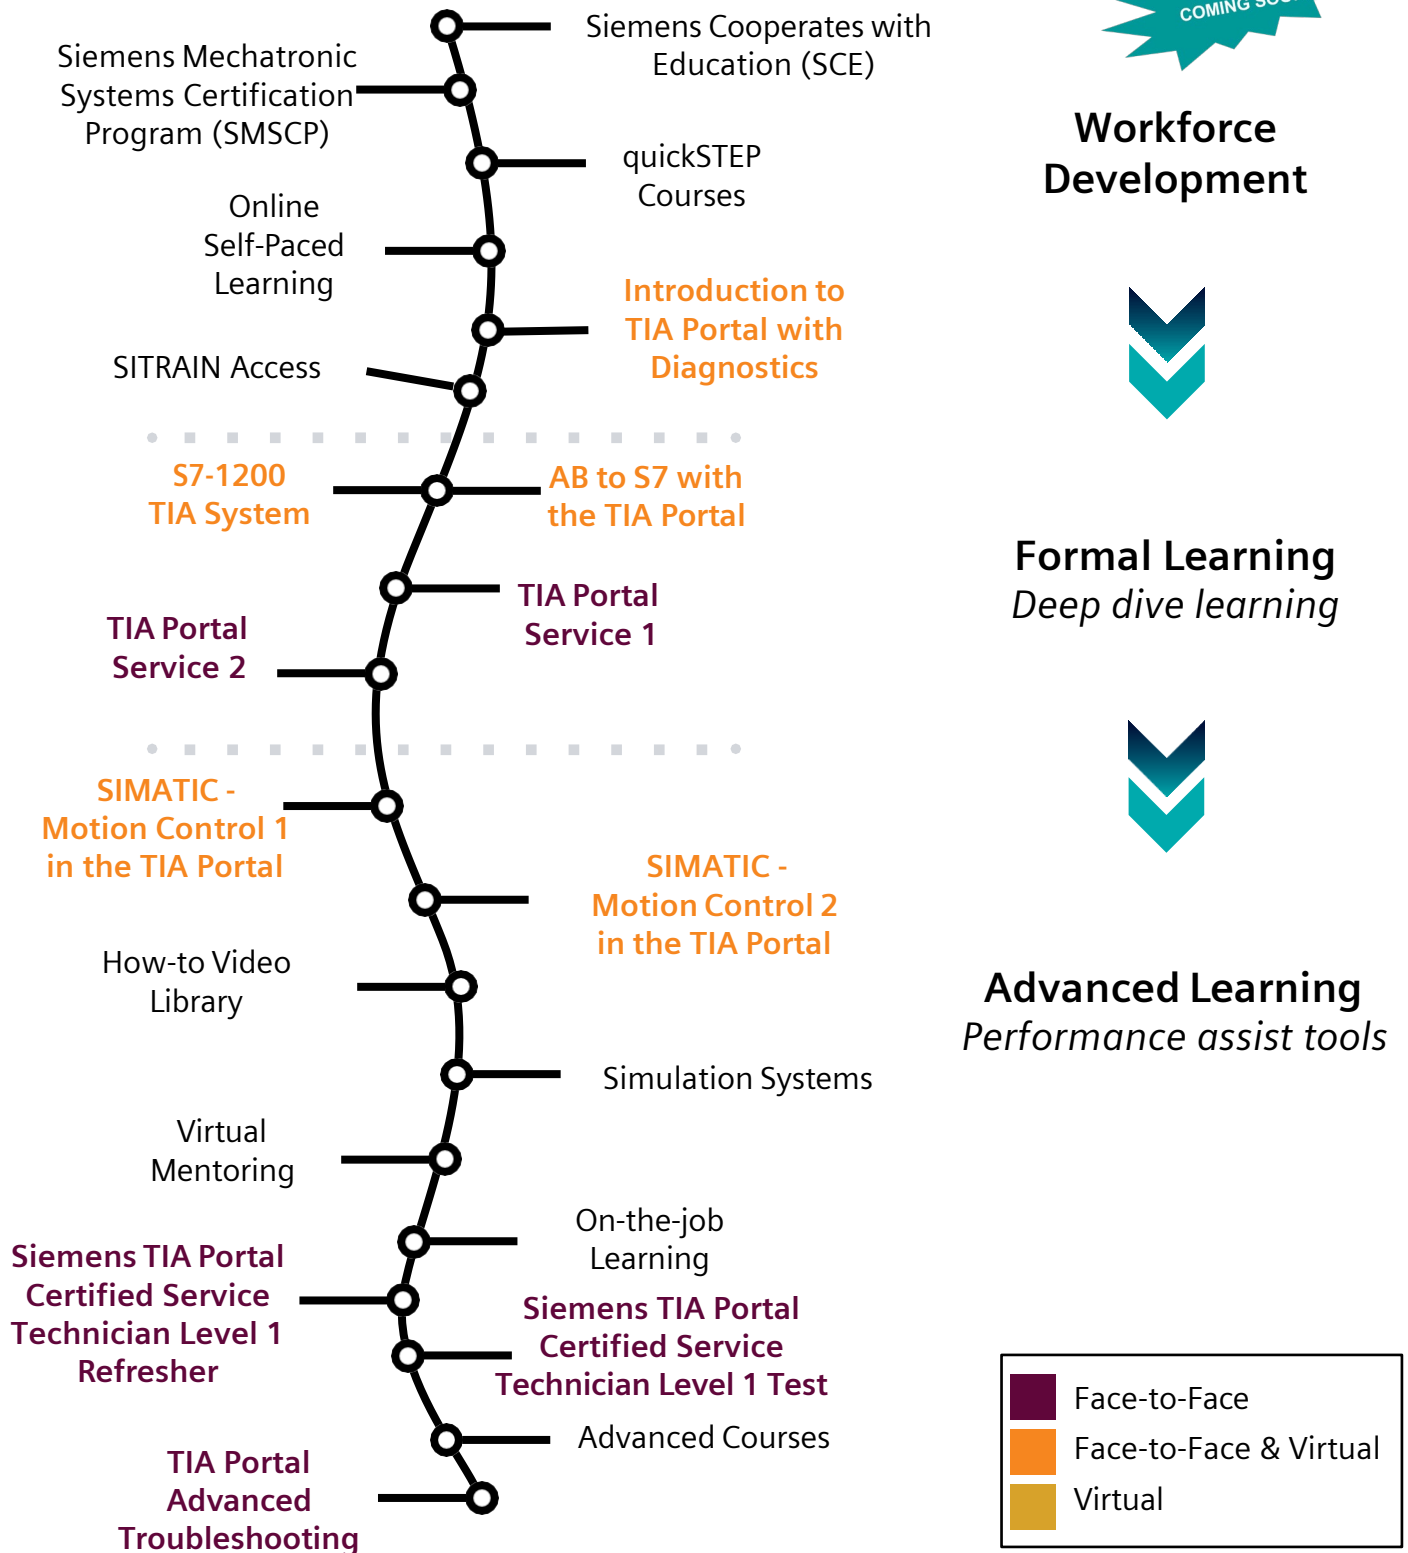 COMING
Siemens Cooperates with
Education (SCE)
Siemens Mechatronic
Systems Certification
Program (SMSCP)
Workforce
Development
quickSTEP
Courses
Online
Self-Paced
Learning
Introduction to
TIA Portal with
Diagnostics
SITRAIN Access
S7-1200
TIA System
AB to S7 with
the TIA Portal
Formal Learning
Deep dive learning
TIA Portal
Service 1
TIA Portal
Service 2
SIMATIC -
Motion Control 1
in the TIA Portal
SIMATIC -
Motion Control 2
in the TIA Portal
How-to Video
Library
Advanced Learning
Performance assist tools
Simulation Systems
Virtual
Mentoring
On-the-job
Learning
Siemens TIA Portal
Certified Service
Technician Level 1
Refresher
Siemens TIA Portal
Certified Service
Technician Level 1 Test
Advanced Courses
TIA Portal
Advanced
Troubleshooting
Face-to-Face
Face-to-Face & Virtual
Virtual